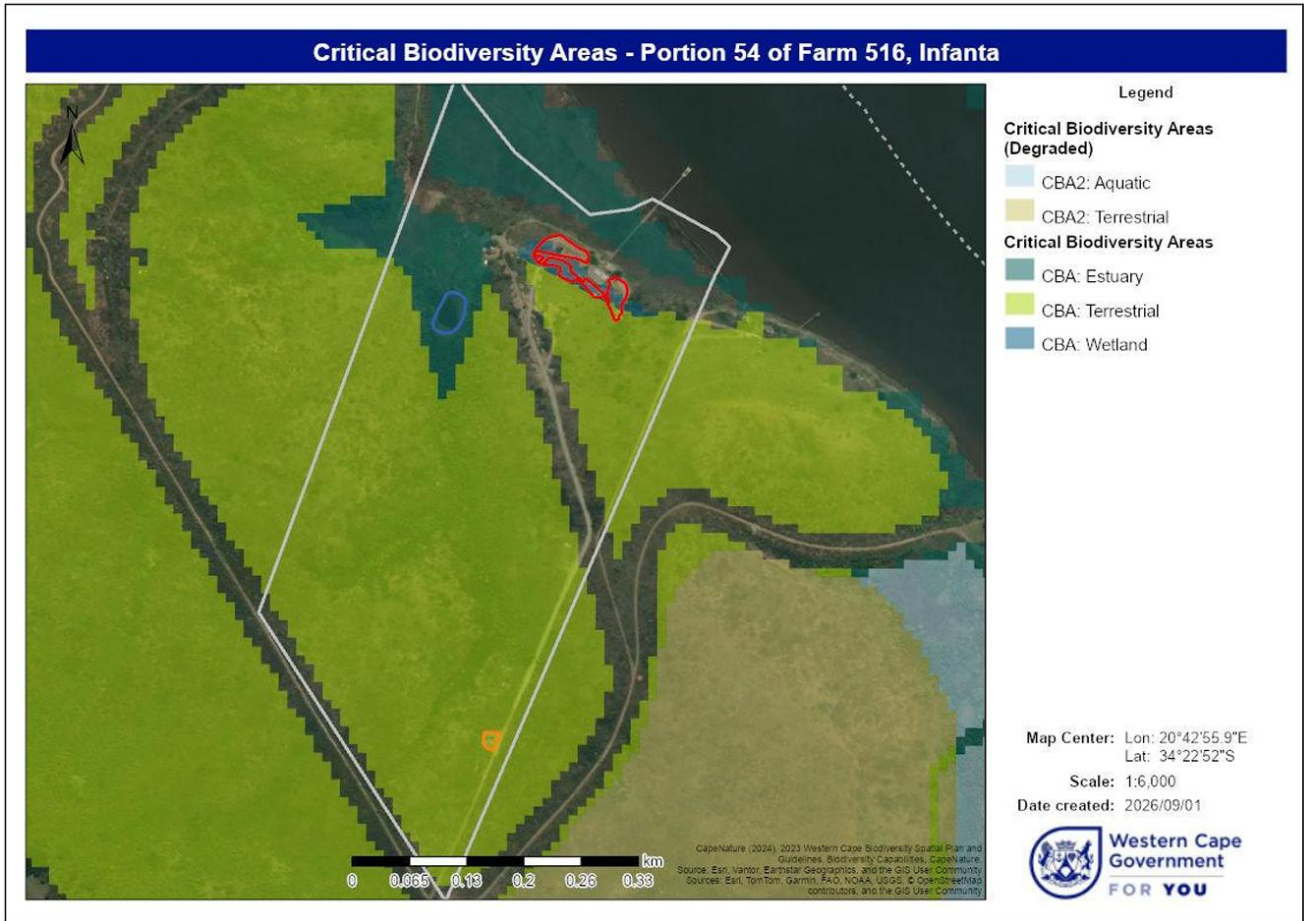 Critical Biodiversity Areas - Portion 54 of Farm 516, Infanta
N
Legend
Critical Biodiversity Areas
(Degraded)
CBA2: Aquatic
CBA2: Terrestrial
Critical Biodiversity Areas
CBA: Estuary
CBA: Terrestrial
CBA: Wetland
Map Center: Lon: 20°42'55.9"E
Lat: 34°22'52"S
Scale: 1:6,000
Date created: 2026/09/01
km
0 0.065 0.13 0.2 0.26 0.33
CapeNature (2024). 2023 Western Cape Biodiversity Spatial Plan and
Guidelines. Biodiversity Capabilities, CapeNature.
Source: Esri, Vantor, Earthstar Geographics, and the GIS User Community
Sources: Esri, TomTom, Garmin, FAO, NOAA, USGS, © OpenStreetMap
contributors, and the GIS User Community
Western Cape
Government
FOR YOU